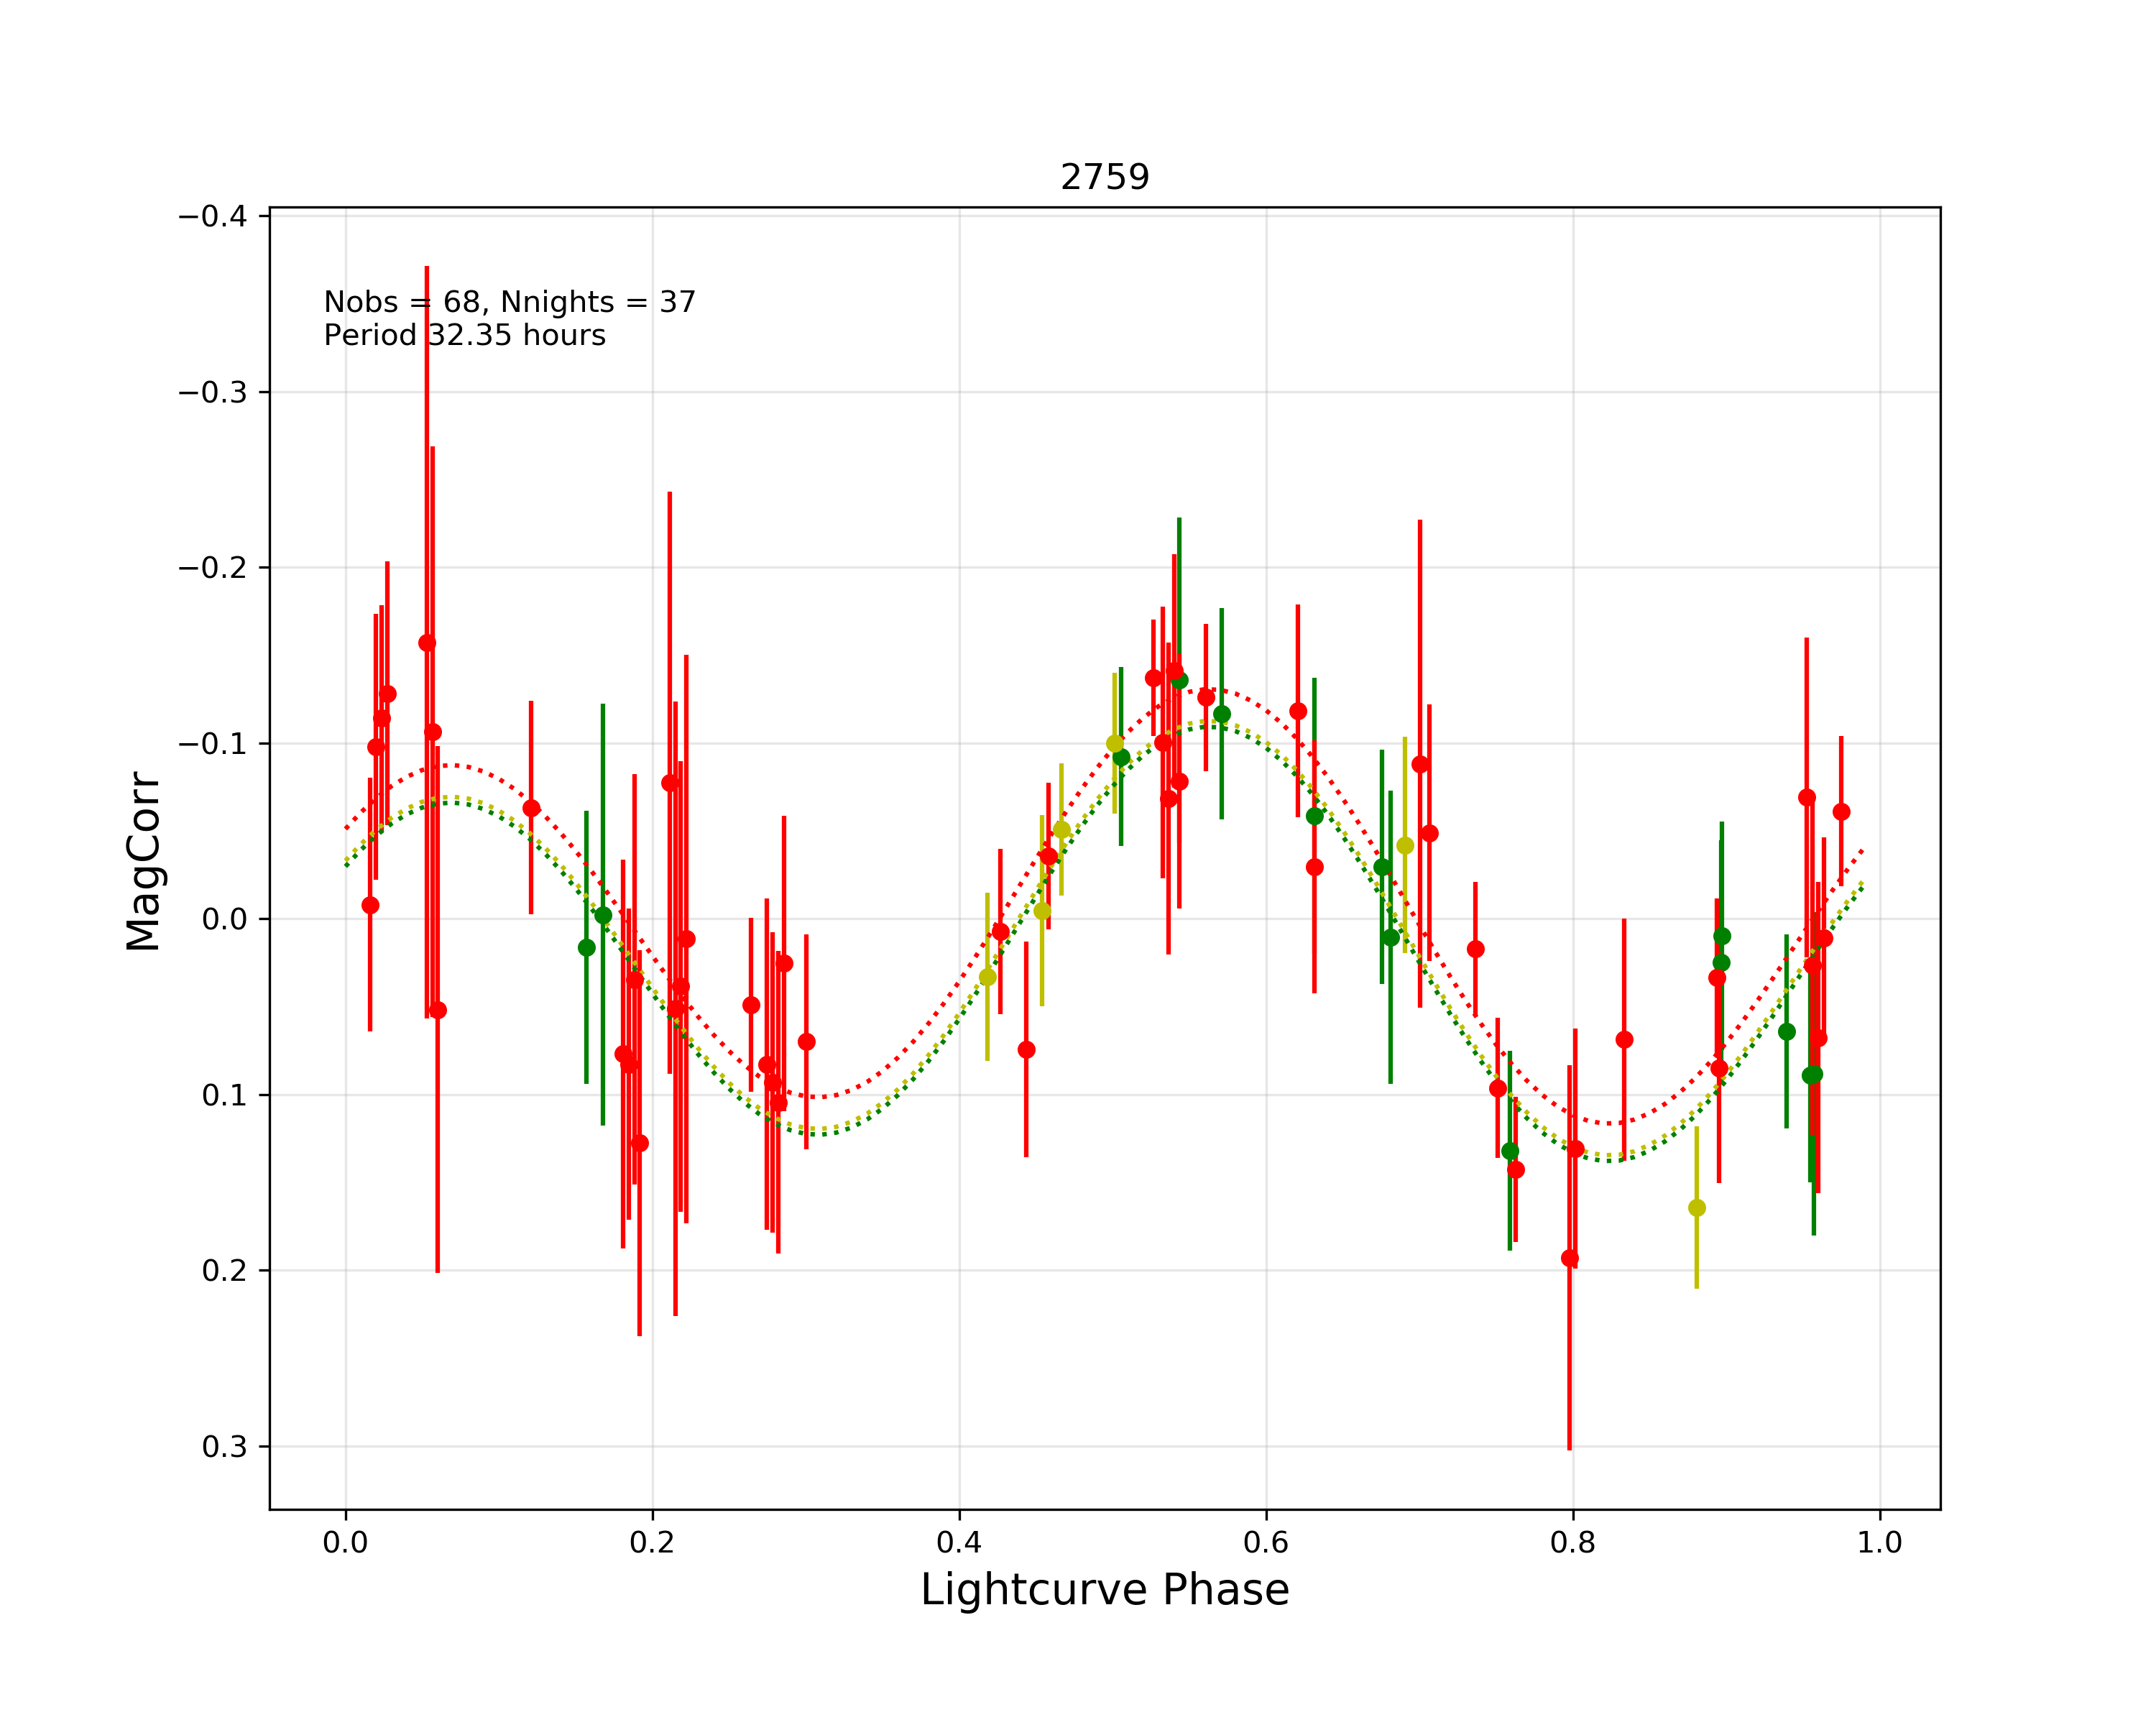 2759
Nobs = 68, Nnights = 37
Period 32.35 hours
−0.4
−0.3
−0.2
−0.1
0.0
0.1
0.2
0.3
MagCorr
0.0 0.2 0.4 0.6 0.8 1.0
Lightcurve Phase